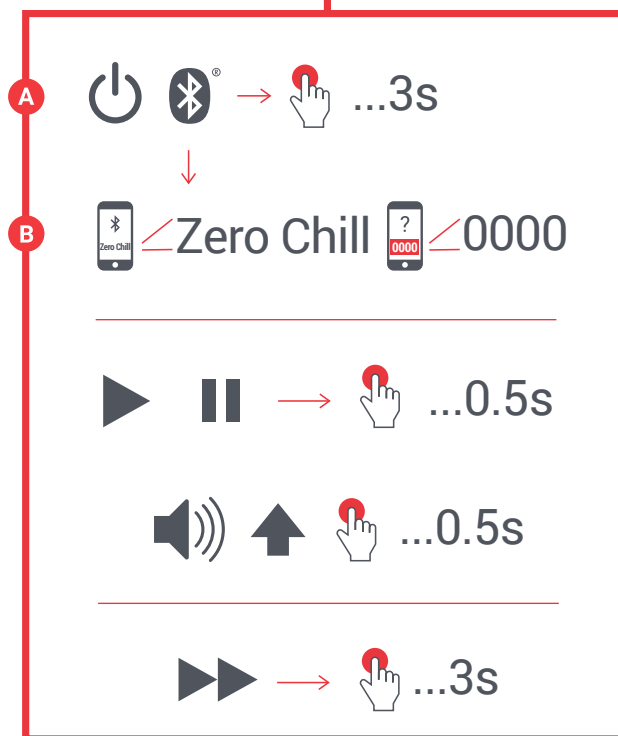 A ® ...3s
B Zero Chill Zero Chill ? 0000 0000
...0.5s
...0.5s
...3s